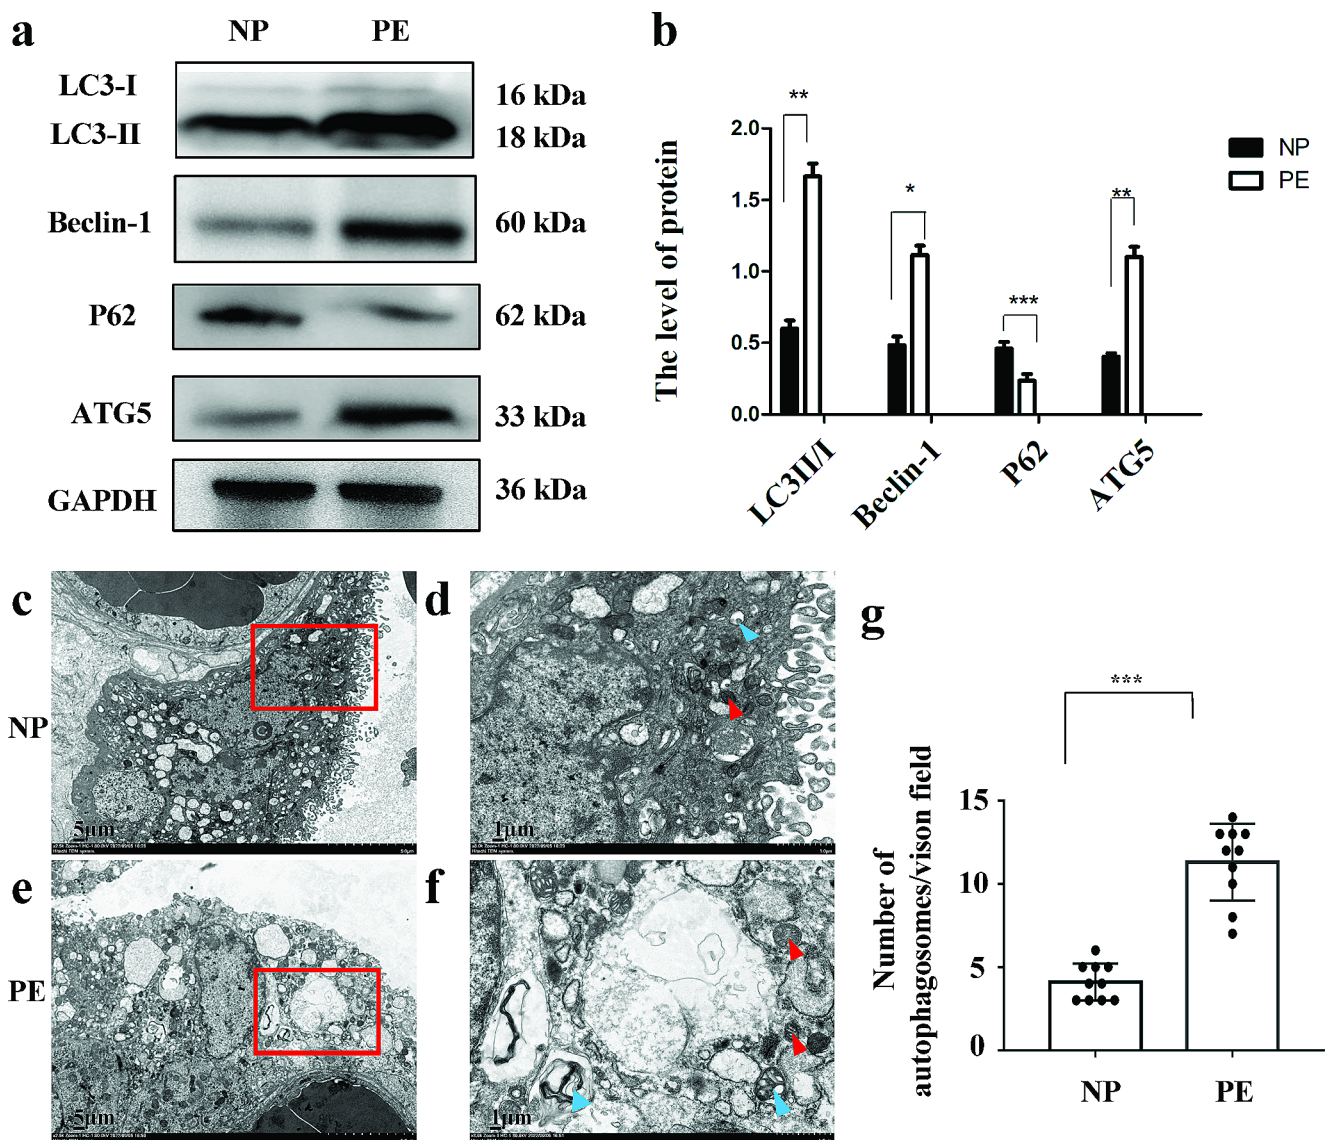 a
NP PE
LC3-I 16 kDa
LC3-II 18 kDa
Beclin-1 60 kDa
P62 62 kDa
ATG5 33 kDa
GAPDH 36 kDa
b
The level of protein
2.0
1.5
1.0
0.5
0.0
** * *** **
NP
PE
LC3II/I Beclin-1 P62 ATG5
c
NP
5μm
d
1μm
e
PE
5μm
f
1μm
g
***
Number of
autophagosomes/vison field
15
10
5
0
NP PE